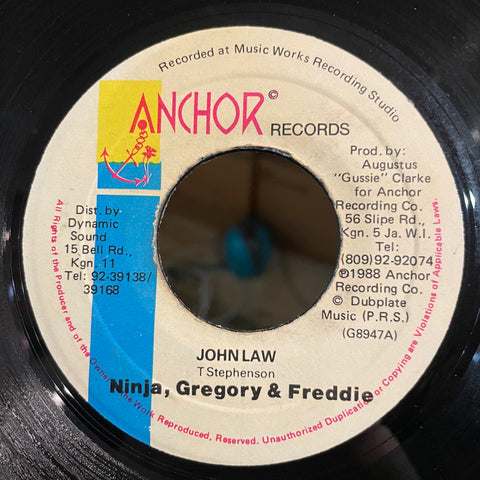 Recorded at Music Works Recording Studio
ANCHOR©
RECORDS
Prod. by:
Augustus
"Gussie" Clarke
for Anchor
Recording Co.
56 Slipe Rd.,
Kgn. 5 Ja. W.I.
Tel:
(809)92-92074
℗1988 Anchor
Recording Co.
© Dubplate
Music (P.R.S.)
(G8947A)
Dist. by
Dynamic
Sound
15 Bell Rd.,
Kgn. 11
Tel: 92-39138/
39168
JOHN LAW
T Stephenson
Ninja, Gregory & Freddie
All Rights of the Producer and of the Owner of the Work Reproduced, Reserved. Unauthorized Duplication or Copying are Violations of Applicable Laws.